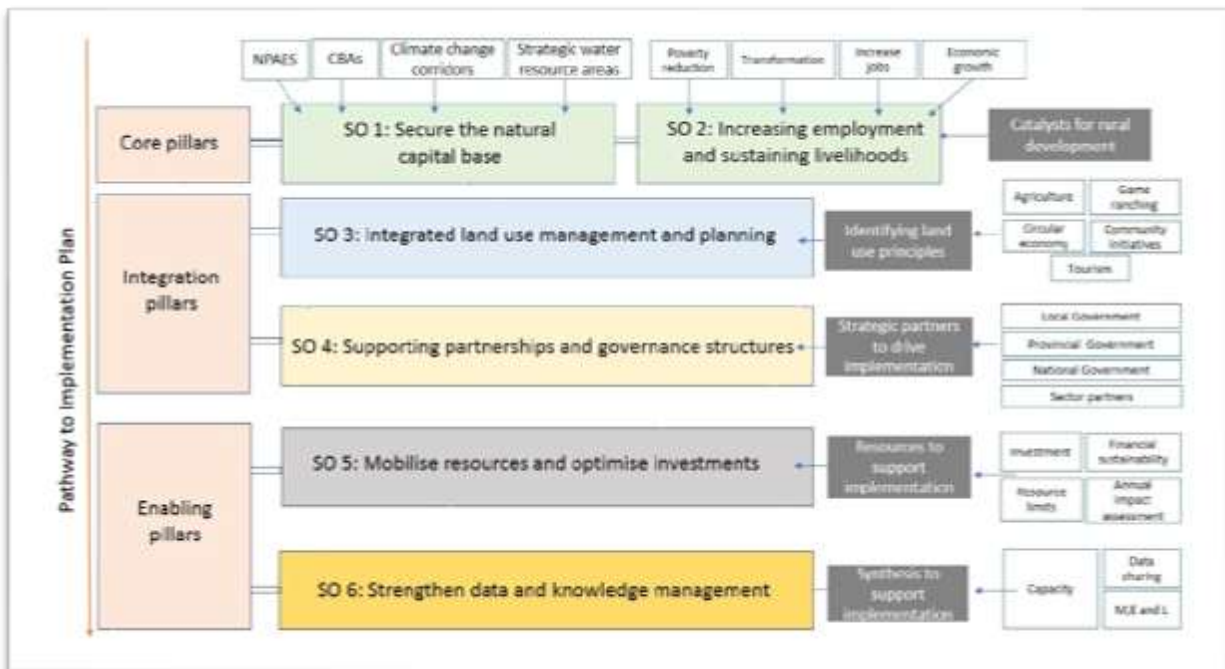 Pathway to Implementation Plan
NPAES
CBAs
Climate change
corridors
Strategic water
resource areas
Poverty
reduction
Transformation
Increase
jobs
Economic
growth
Core pillars
SO 1: Secure the natural
capital base
SO 2: Increasing employment
and sustaining livelihoods
Catalysts for rural
development
Integration
pillars
SO 3: Integrated land use management and planning
Identifying land
use principles
Agriculture
Game
ranching
Circular
economy
Community
initiatives
Tourism
SO 4: Supporting partnerships and governance structures
Strategic partners
to drive
implementation
Local Government
Provincial Government
National Government
Sector partners
Enabling
pillars
SO 5: Mobilise resources and optimise investments
Resources to
support
implementation
Investment
Financial
sustainability
Resource
limits
Annual
impact
assessment
SO 6: Strengthen data and knowledge management
Synthesis to
support
implementation
Capacity
Data
sharing
M,E and L